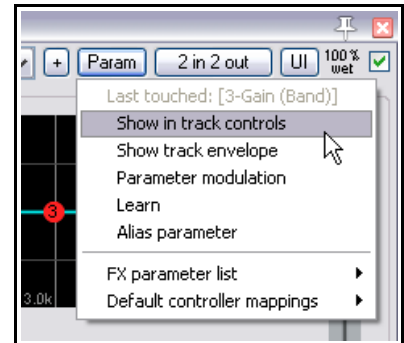 + Param 2 in 2 out UI 100% wet
Last touched: [3-Gain (Band)]
Show in track controls
Show track envelope
Parameter modulation
Learn
Alias parameter
FX parameter list
Default controller mappings
3
3.0k